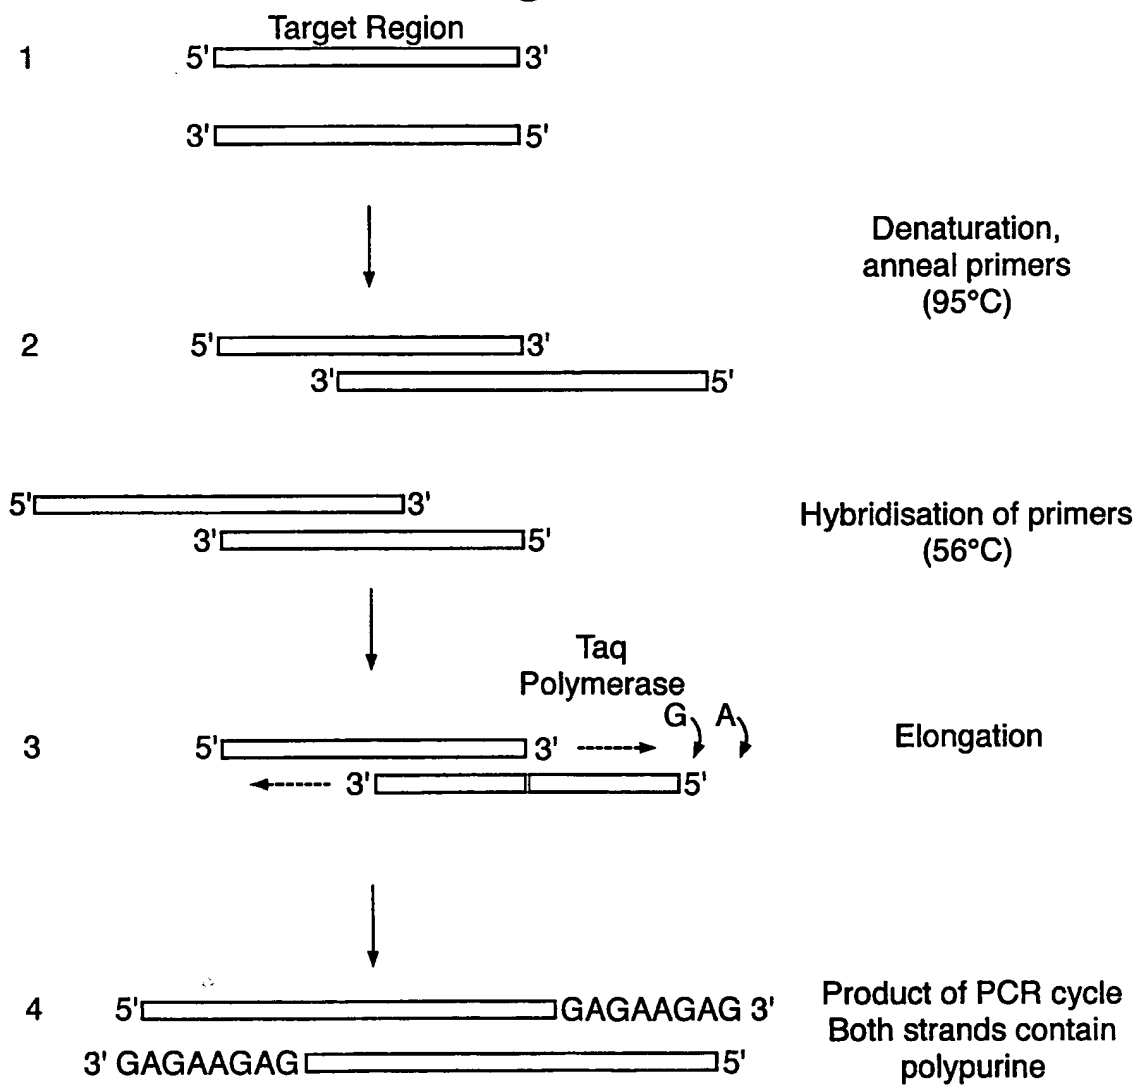 Target Region
1 5' 3'
3' 5'
Denaturation,
anneal primers
(95°C)
2 5' 3'
3' 5'
5' 3'
3' 5'
Hybridisation of primers
(56°C)
Taq
Polymerase
G A
3 5' 3' Elongation
3' 5'
4 5' GAGAAGAG 3'
3' GAGAAGAG 5'
Product of PCR cycle
Both strands contain
polypurine